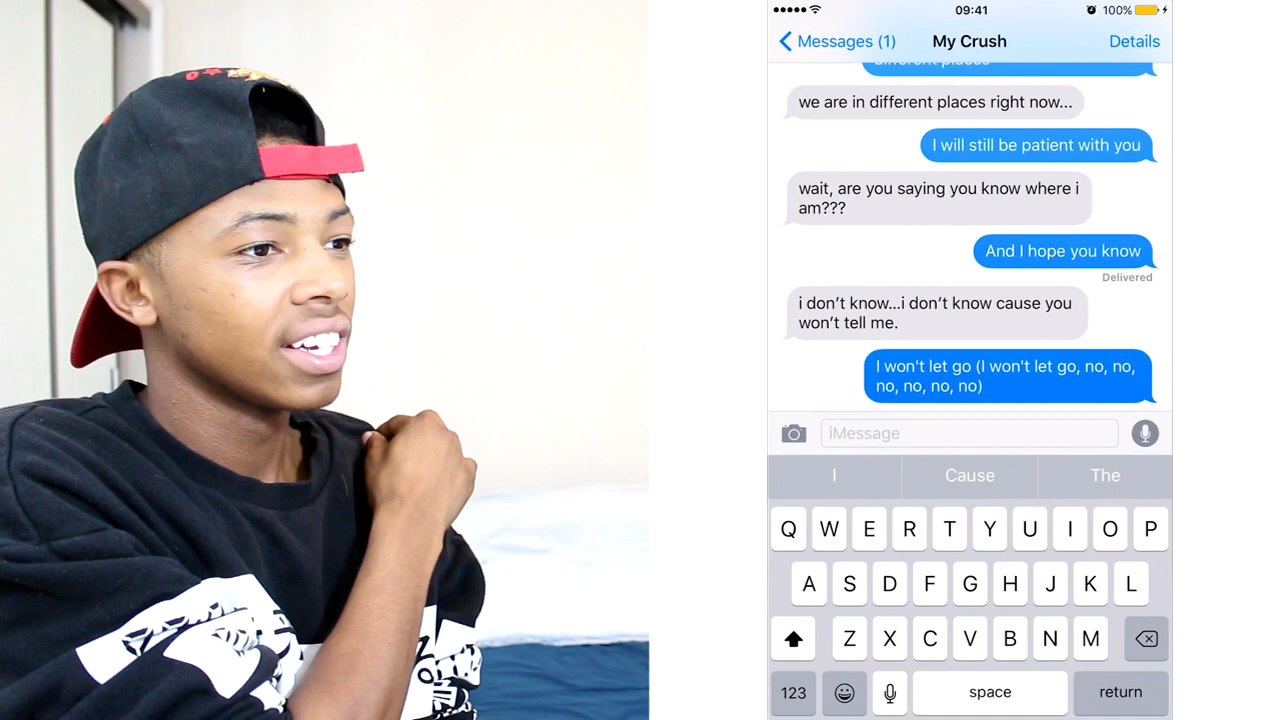 09:41
100%
Messages (1)
My Crush
Details
different places
we are in different places right now...
I will still be patient with you
wait, are you saying you know where i
am???
And I hope you know
Delivered
i don’t know...i don’t know cause you
won’t tell me.
I won't let go (I won't let go, no, no,
no, no, no, no)
iMessage
I
Cause
The
Q W E R T Y U I O P
A S D F G H J K L
Z X C V B N M
123
space
return